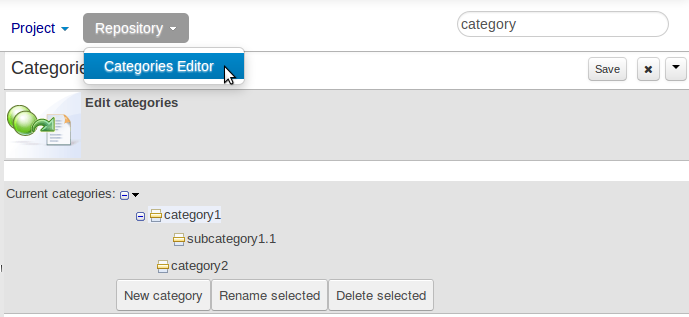 Project Repository category
Categories Editor
Categorie Save
Edit categories
Current categories:
category1
subcategory1.1
category2
New category Rename selected Delete selected